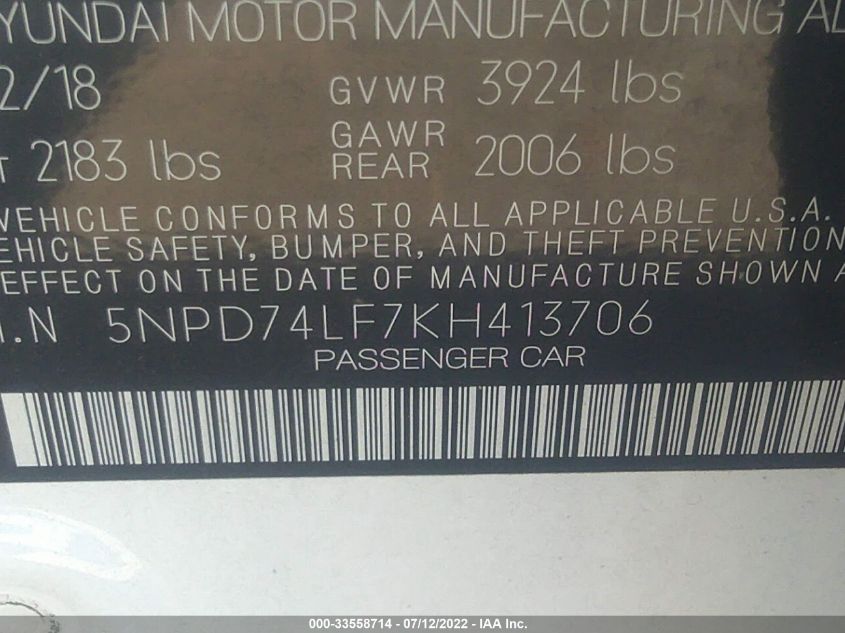 YUNDAI MOTOR MANUFACTURING AL
2/18 GVWR 3924 lbs
T 2183 lbs GAWR REAR 2006 lbs
VEHICLE CONFORMS TO ALL APPLICABLE U.S.A.
EHICLE SAFETY, BUMPER, AND THEFT PREVENTION
EFFECT ON THE DATE OF MANUFACTURE SHOWN A
I.N 5NPD74LF7KH413706
PASSENGER CAR
000-33558714 - 07/12/2022 - IAA Inc.